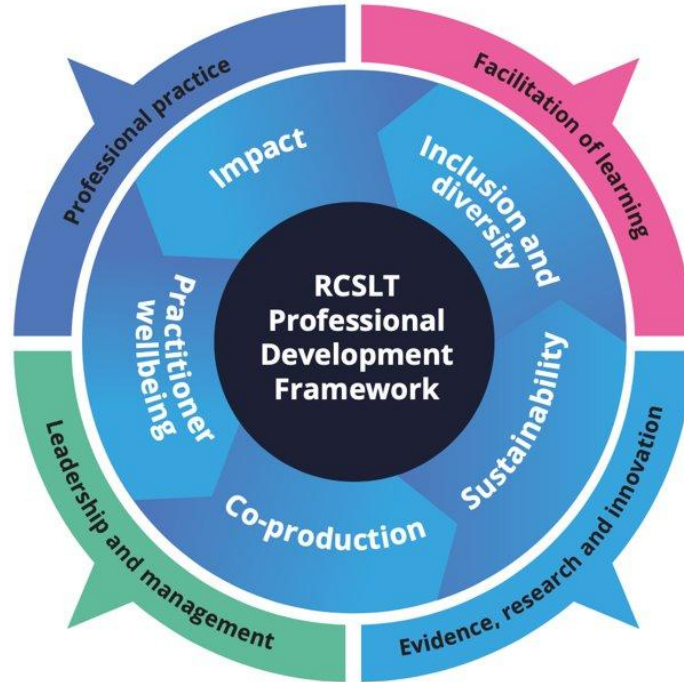 Professional practice
Facilitation of learning
Impact
Inclusion and
diversity
RCSLT
Professional
Development
Framework
Practitioner
wellbeing
Sustainability
Co-production
Leadership and management
Evidence, research and innovation